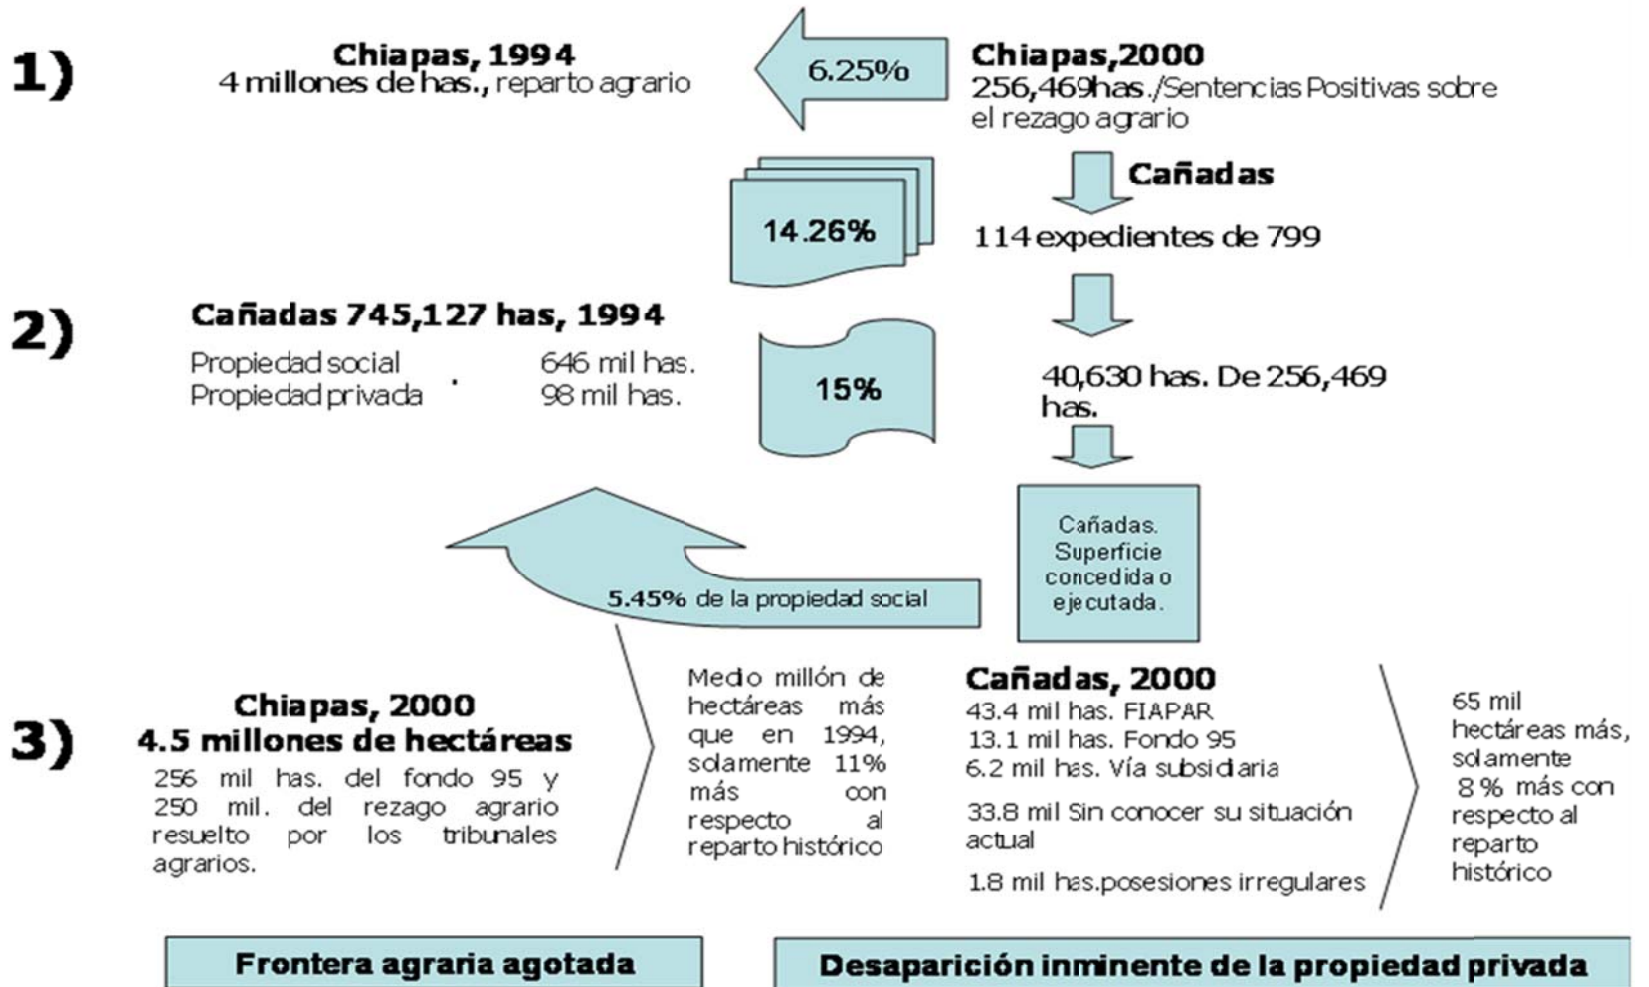 1)
Chiapas, 1994
4 millones de has., reparto agrario
6.25%
Chiapas,2000
256,469has./Sentencias Positivas sobre
el rezago agrario
Cañadas
14.26%
114 expedientes de 799
2)
Cañadas 745,127 has, 1994
Propiedad social 646 mil has.
Propiedad privada . 98 mil has.
15%
40,630 has. De 256,469
has.
Cañadas.
Superficie
concedida o
ejecutada.
5.45% de la propiedad social
3)
Chiapas, 2000
4.5 millones de hectáreas
256 mil has. del fondo 95 y
250 mil. del rezago agrario
resuelto por los tribunales
agrarios.
Medio millón de
hectáreas más
que en 1994,
solamente 11%
más con
respecto al
reparto histórico
Cañadas, 2000
43.4 mil has. FIAPAR
13.1 mil has. Fondo 95
6.2 mil has. Vía subsidiaria
33.8 mil Sin conocer su situación
actual
1.8 mil has.posesiones irregulares
65 mil
hectáreas más,
solamente
8% más con
respecto al
reparto
histórico
Frontera agraria agotada
Desaparición inminente de la propiedad privada